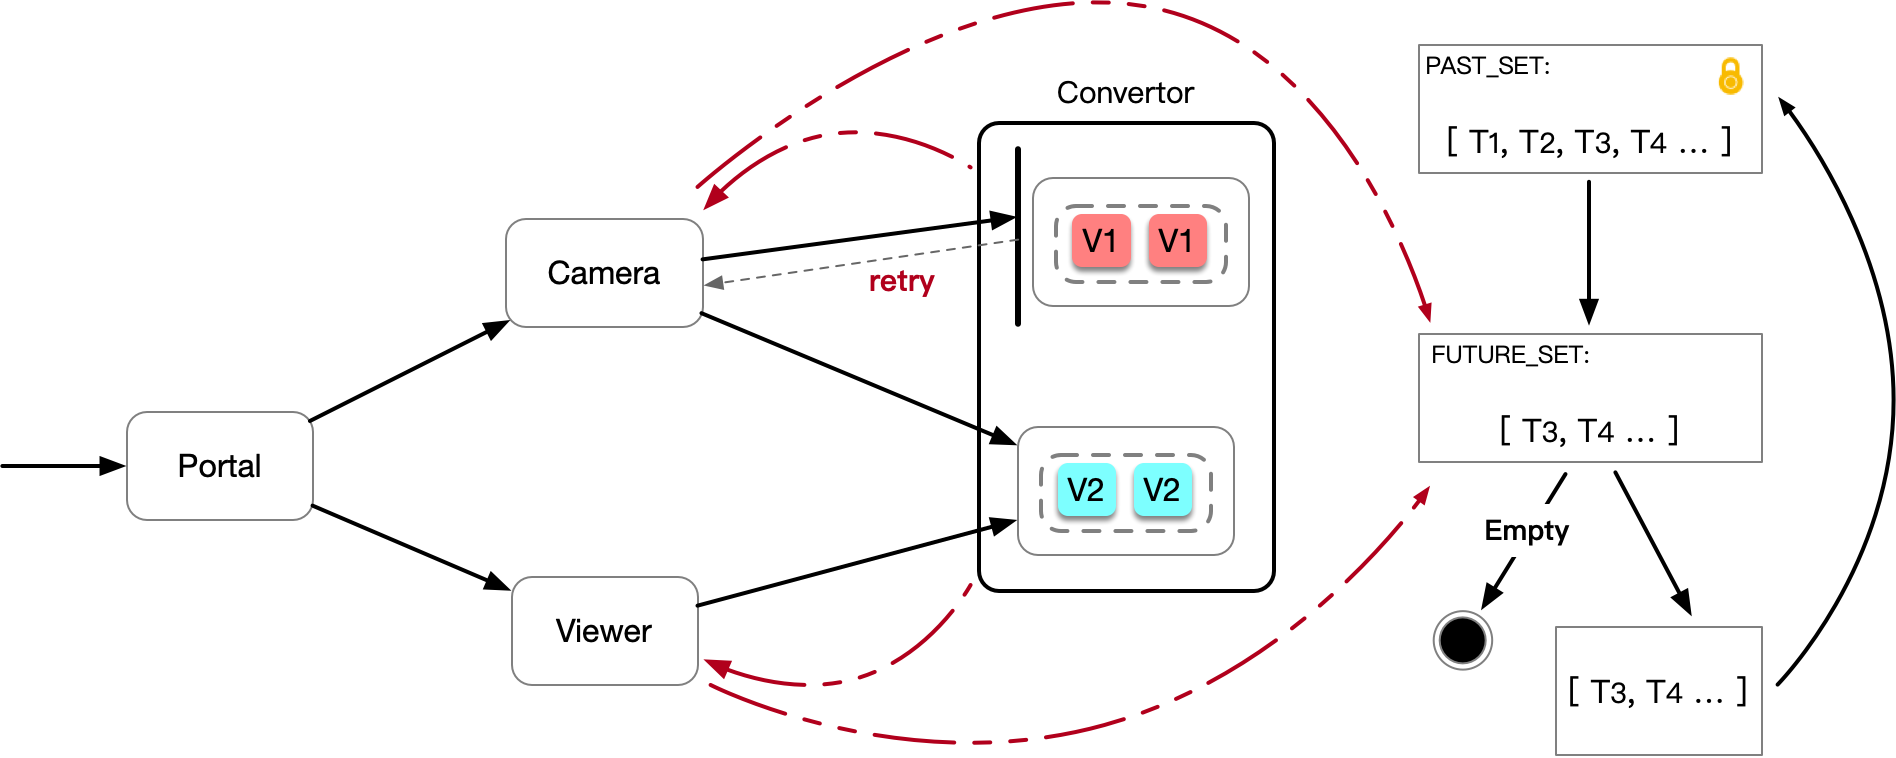 Convertor
PAST_SET:
[ T1, T2, T3, T4 ... ]
V1 V1
Camera
retry
FUTURE_SET:
[ T3, T4 ... ]
Portal
V2 V2
Empty
Viewer
[ T3, T4 ... ]